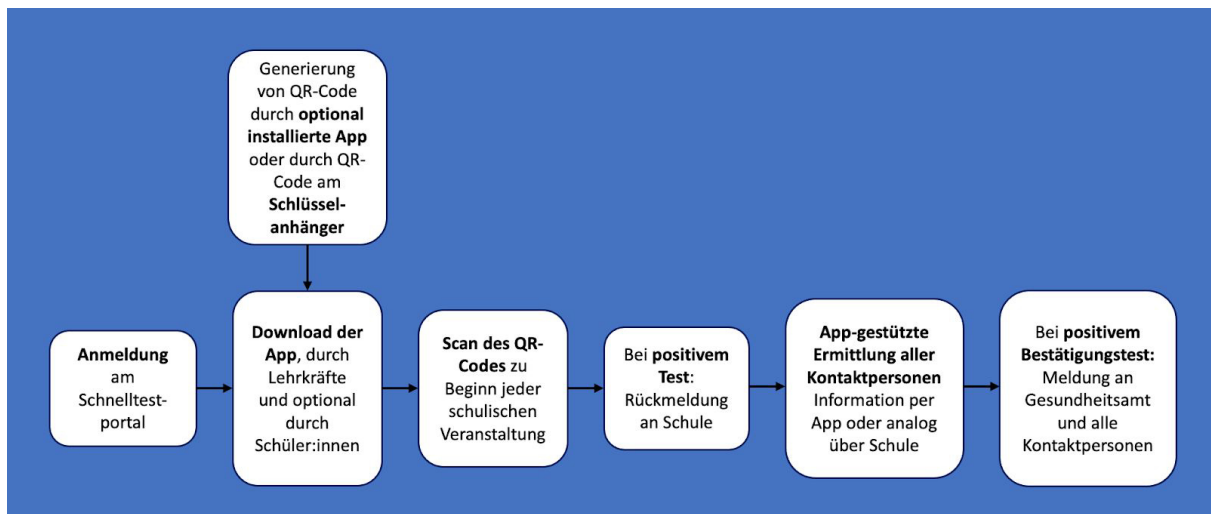 Generierung
von QR-Code
durch optional
installierte App
oder durch QR-
Code am
Schlüssel-
anhänger
Anmeldung
am
Schnelltest-
portal
Download der
App, durch
Lehrkräfte
und optional
durch
Schüler:innen
Scan des QR-
Codes zu
Beginn jeder
schulischen
Veranstaltung
Bei positivem
Test:
Rückmeldung
an Schule
App-gestützte
Ermittlung aller
Kontaktpersonen
Information per
App oder analog
über Schule
Bei positivem
Bestätigungstest:
Meldung an
Gesundheitsamt
und alle
Kontaktpersonen